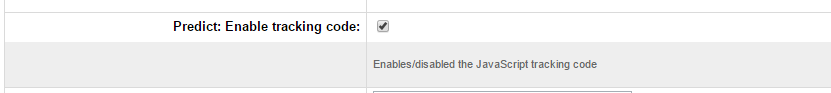 Predict: Enable tracking code:
Enables/disabled the JavaScript tracking code